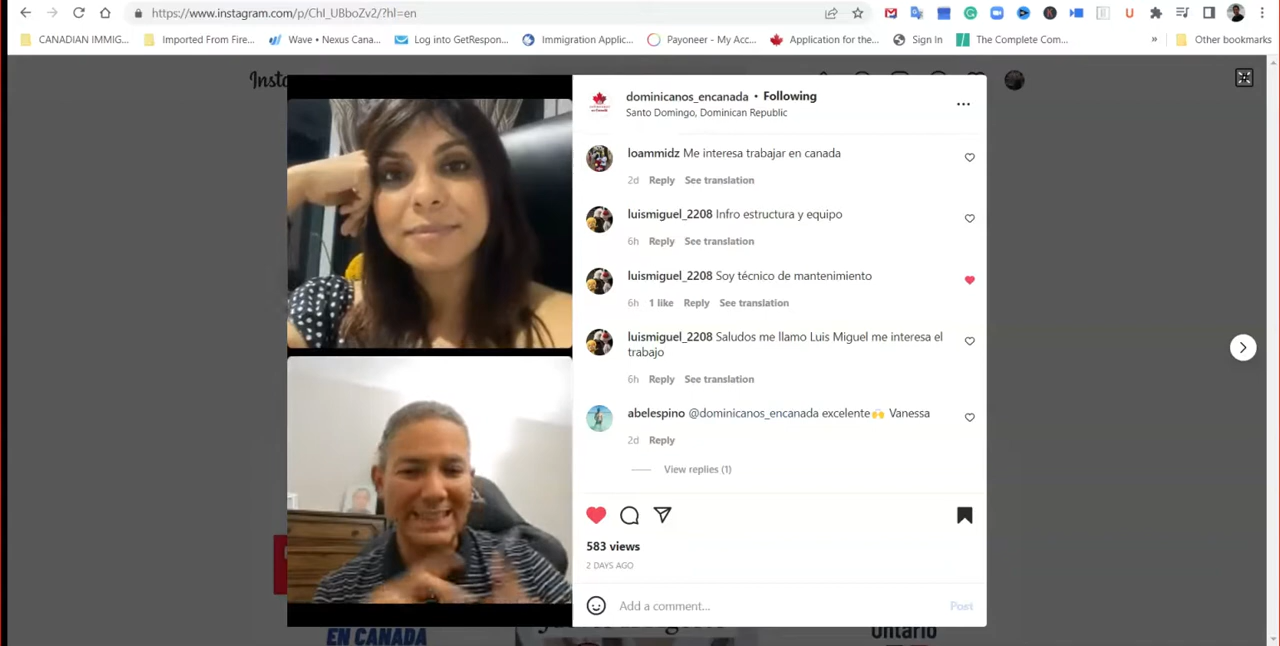 https://www.instagram.com/p/ChI_UBboZv2/?hl=en
CANADIAN IMMIG...
Imported From Fire...
Wave • Nexus Cana...
Log into GetRespon...
Immigration Applic...
Payoneer - My Acc...
Application for the...
Sign In
The Complete Com...
»
Other bookmarks
Insta
dominicanos_encanada • Following
Santo Domingo, Dominican Republic
loammidz Me interesa trabajar en canada
2d Reply See translation
luismiguel_2208 Infro estructura y equipo
6h Reply See translation
luismiguel_2208 Soy técnico de mantenimiento
6h 1 like Reply See translation
luismiguel_2208 Saludos me llamo Luis Miguel me interesa el
trabajo
6h Reply See translation
abelespino @dominicanos_encanada excelente🙌 Vanessa
2d Reply
View replies (1)
583 views
2 DAYS AGO
Add a comment...
Post
EN CANADA
Ontario